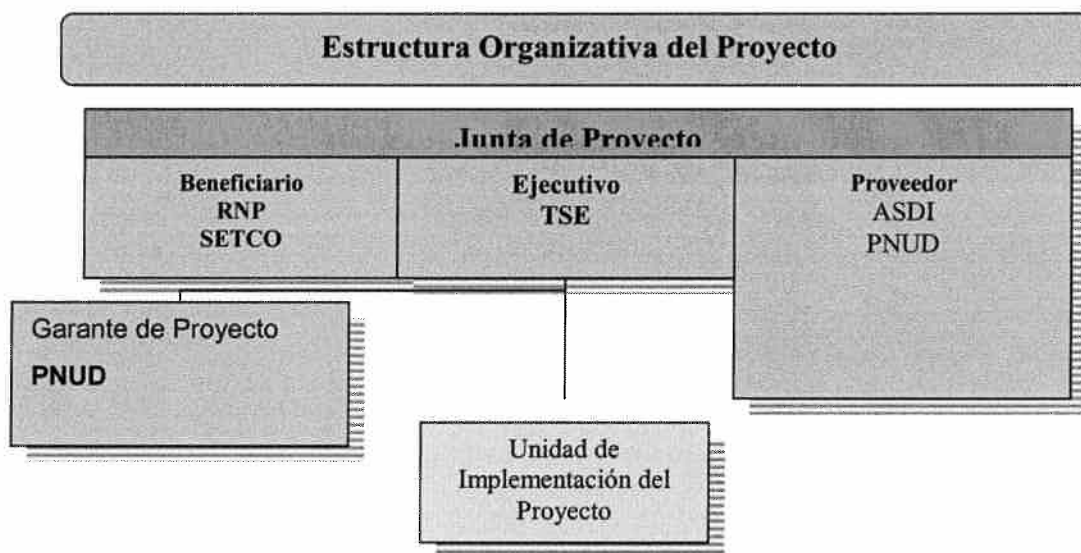 Estructura Organizativa del Proyecto
Junta de Proyecto
Beneficiario
RNP
SETCO
Ejecutivo
TSE
Proveedor
ASDI
PNUD
Garante de Proyecto
PNUD
Unidad de
Implementación del
Proyecto